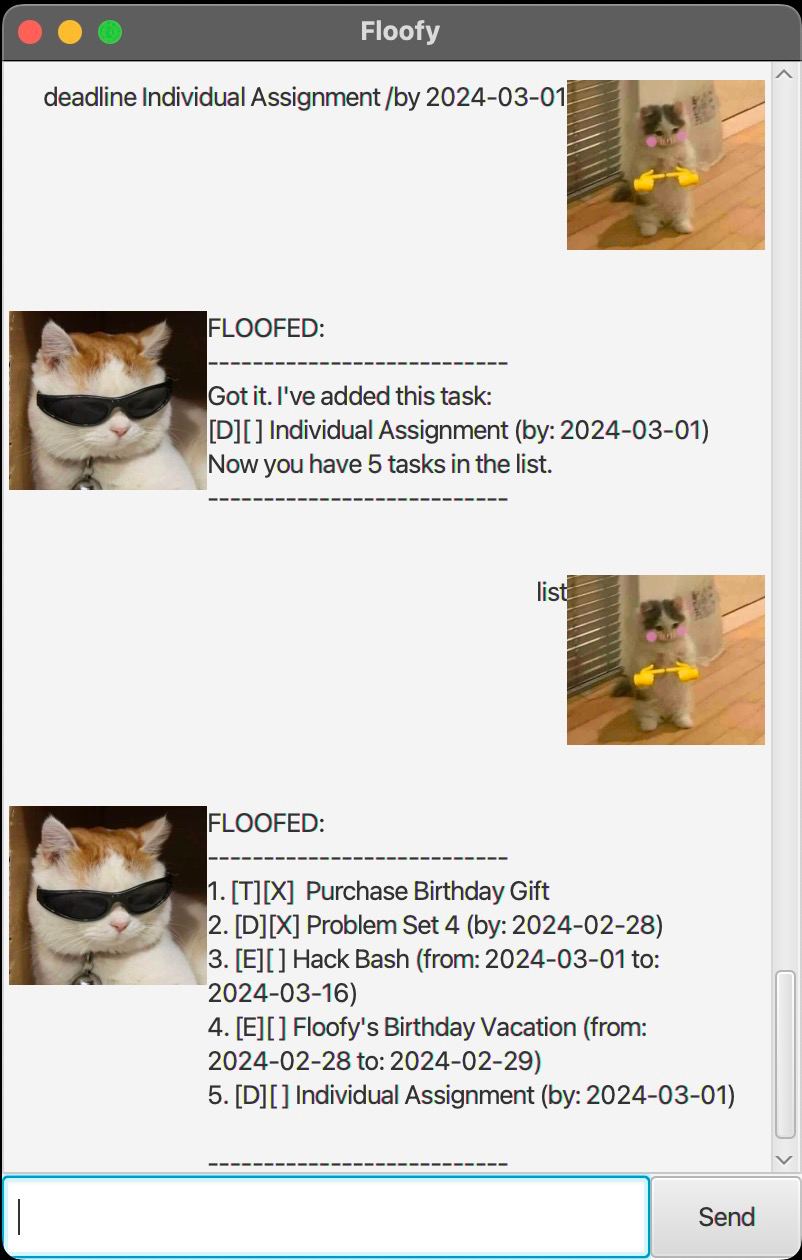 Floofy
deadline Individual Assignment /by 2024-03-01
FLOOFED:
---------------------------
Got it. I've added this task:
[D][ ] Individual Assignment (by: 2024-03-01)
Now you have 5 tasks in the list.
---------------------------
list
FLOOFED:
---------------------------
1. [T][X]  Purchase Birthday Gift
2. [D][X] Problem Set 4 (by: 2024-02-28)
3. [E][ ] Hack Bash (from: 2024-03-01 to:
2024-03-16)
4. [E][ ] Floofy's Birthday Vacation (from:
2024-02-28 to: 2024-02-29)
5. [D][ ] Individual Assignment (by: 2024-03-01)
---------------------------
Send